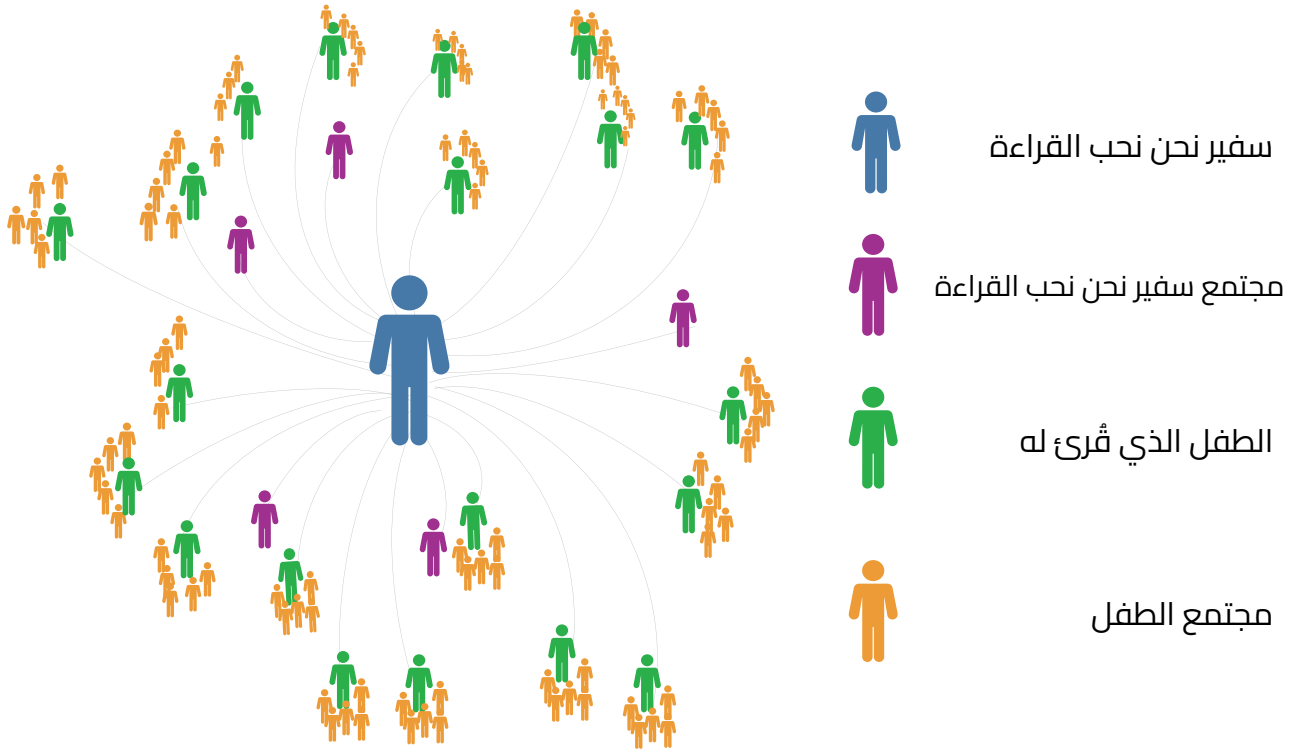 سفير نحن نحب القراءة
مجتمع سفير نحن نحب القراءة
الطفل الذي قُرئ له
مجتمع الطفل